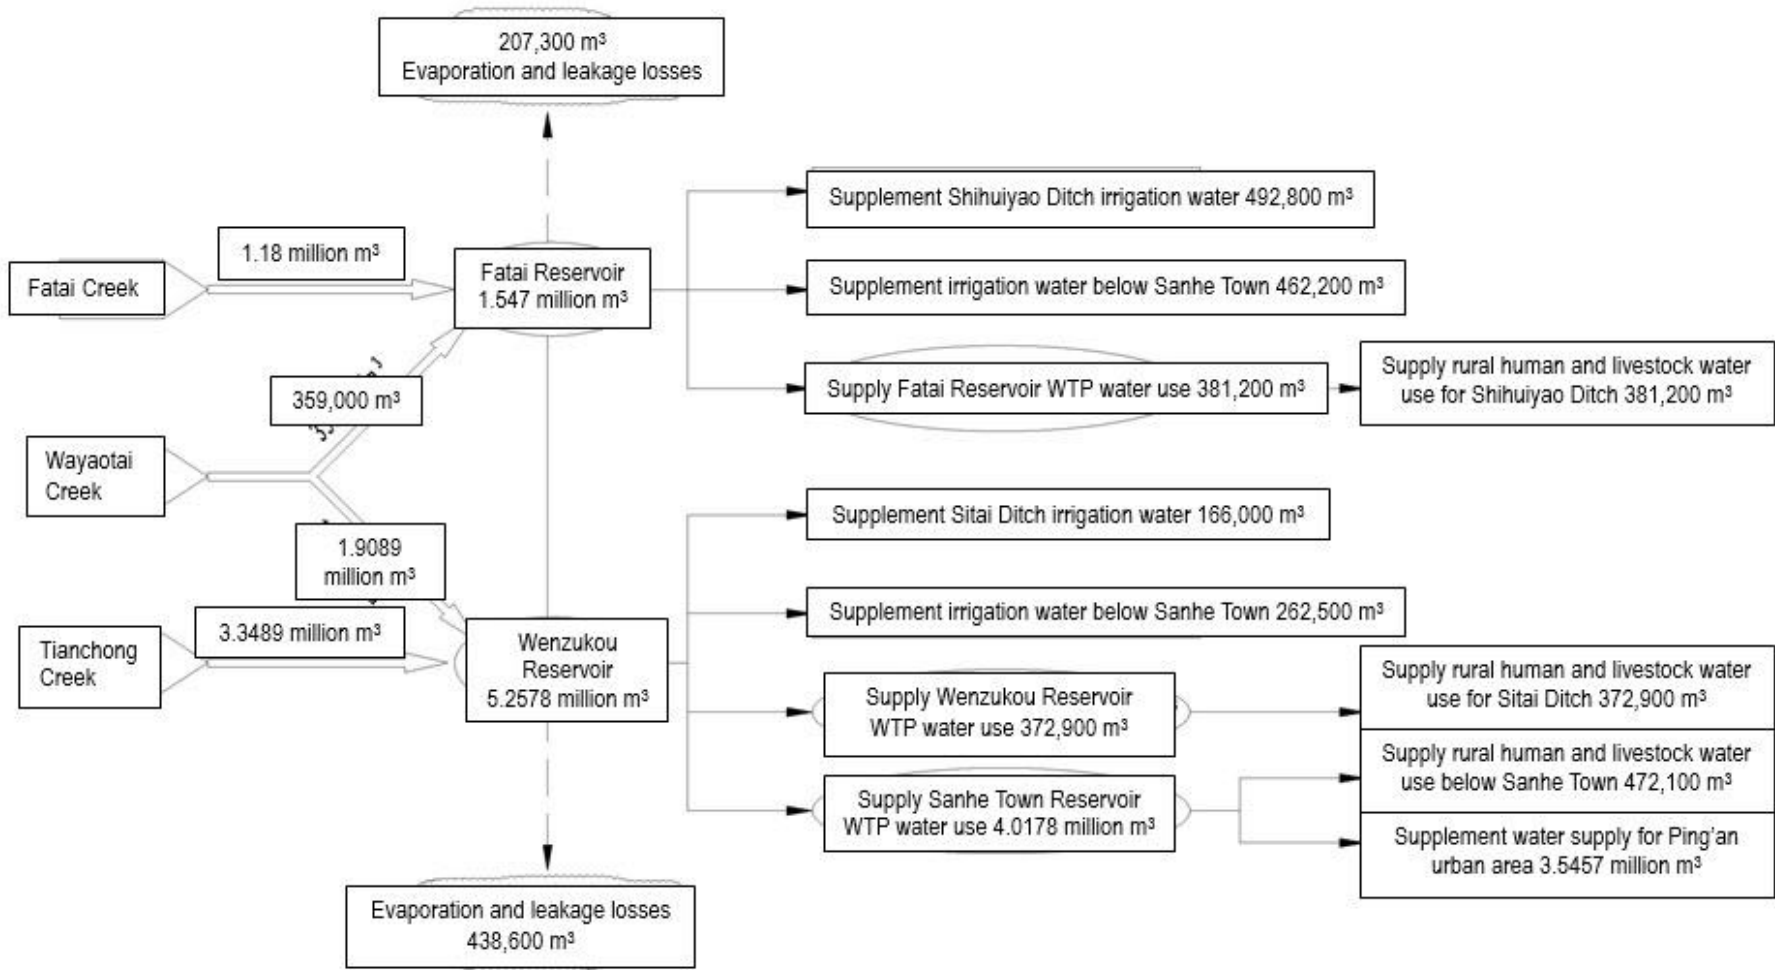 207,300 m³
Evaporation and leakage losses
Supplement Shihuiyao Ditch irrigation water 492,800 m³
1.18 million m³
Fatai Creek
Fatai Reservoir
1.547 million m³
Supplement irrigation water below Sanhe Town 462,200 m³
359,000 m³
Supply Fatai Reservoir WTP water use 381,200 m³
Supply rural human and livestock water
use for Shihuiyao Ditch 381,200 m³
Wayaotai
Creek
1.9089
million m³
Supplement Sitai Ditch irrigation water 166,000 m³
3.3489 million m³
Tianchong
Creek
Wenzukou
Reservoir
5.2578 million m³
Supplement irrigation water below Sanhe Town 262,500 m³
Supply Wenzukou Reservoir
WTP water use 372,900 m³
Supply rural human and livestock water
use for Sitai Ditch 372,900 m³
Supply Sanhe Town Reservoir
WTP water use 4.0178 million m³
Supply rural human and livestock water
use below Sanhe Town 472,100 m³
Supplement water supply for Ping’an
urban area 3.5457 million m³
Evaporation and leakage losses
438,600 m³